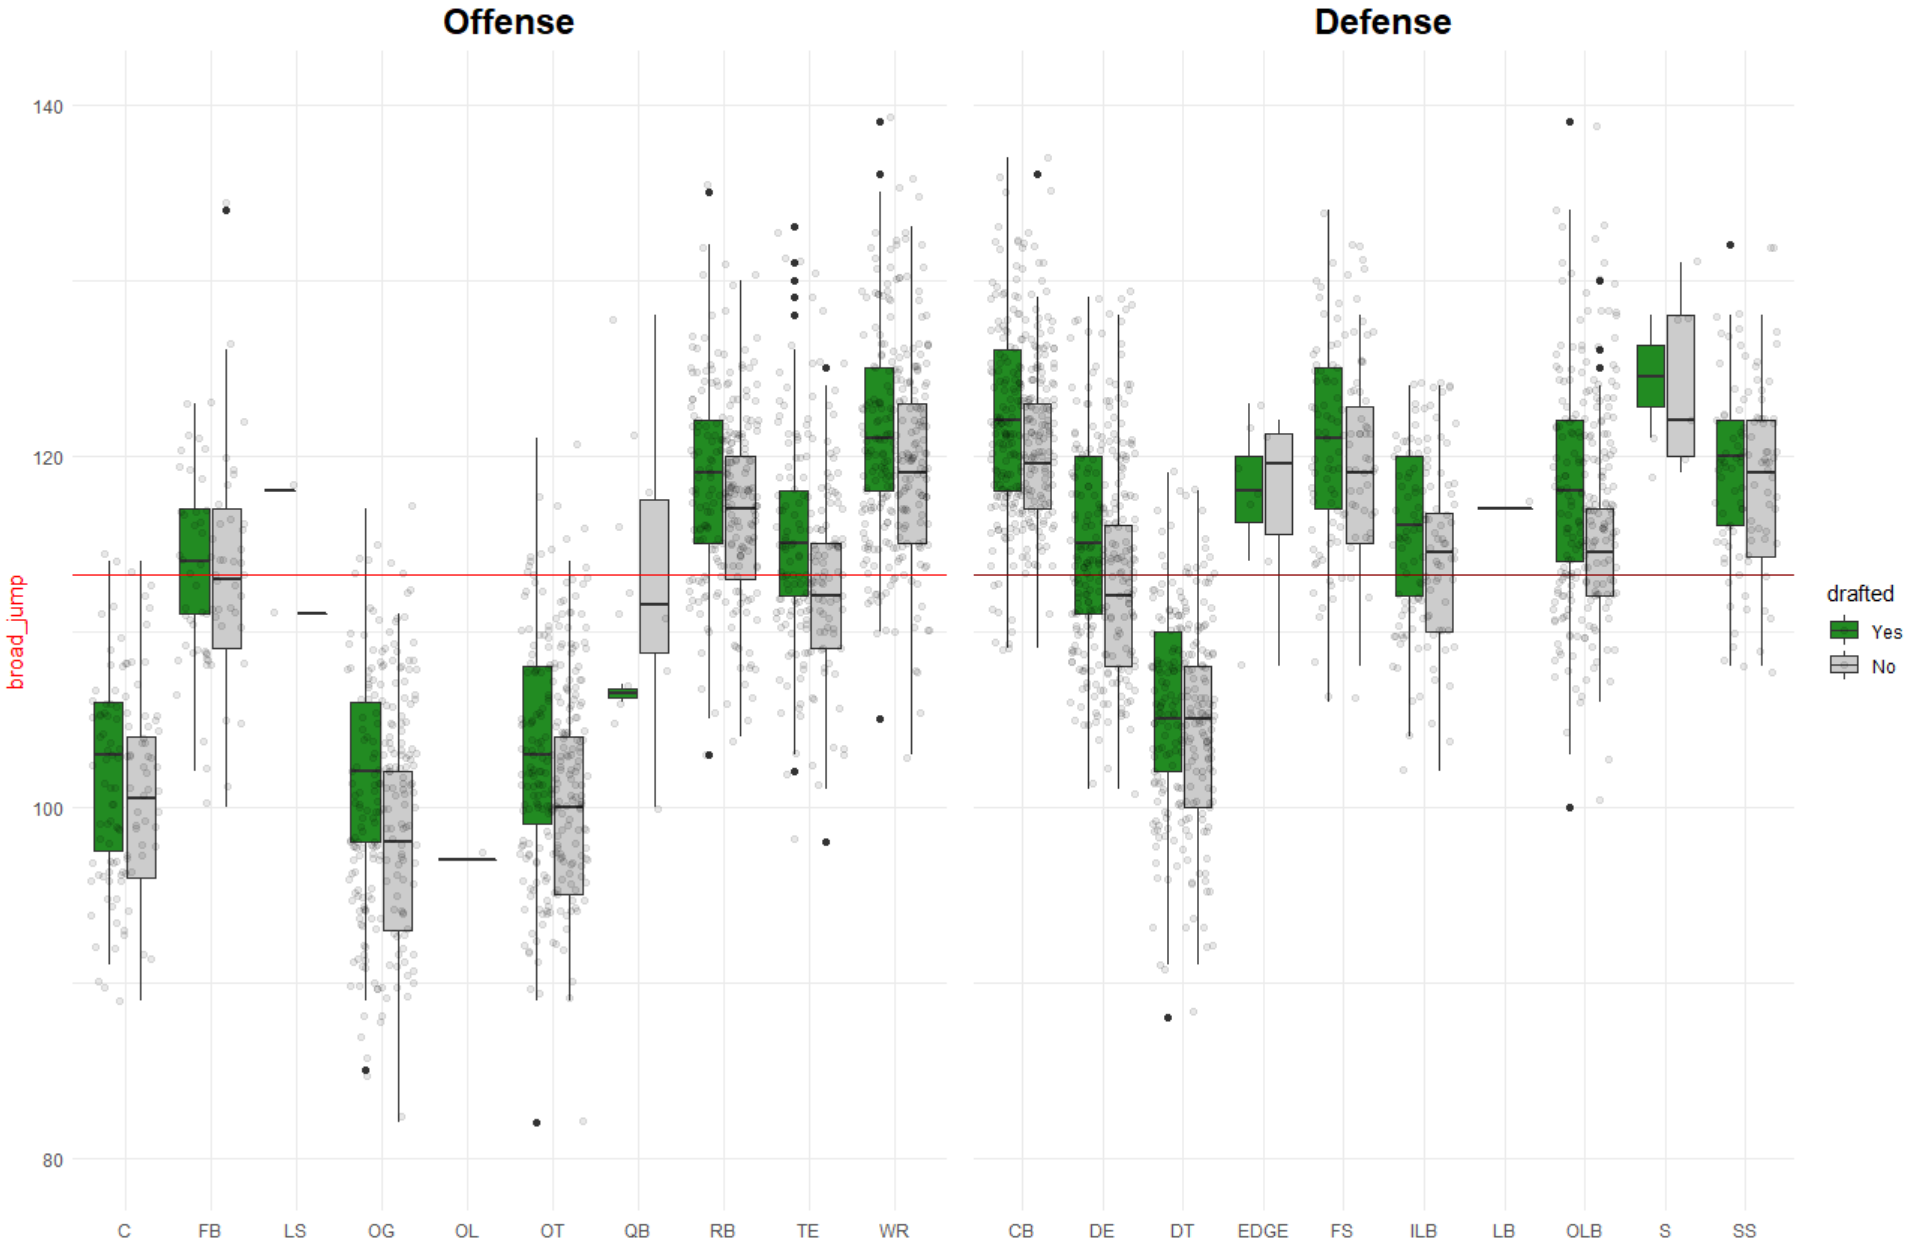 Offense Defense
140
120
100
80
broad_jump
C FB LS OG OL OT QB RB TE WR CB DE DT EDGE FS ILB LB OLB S SS
drafted
Yes
No